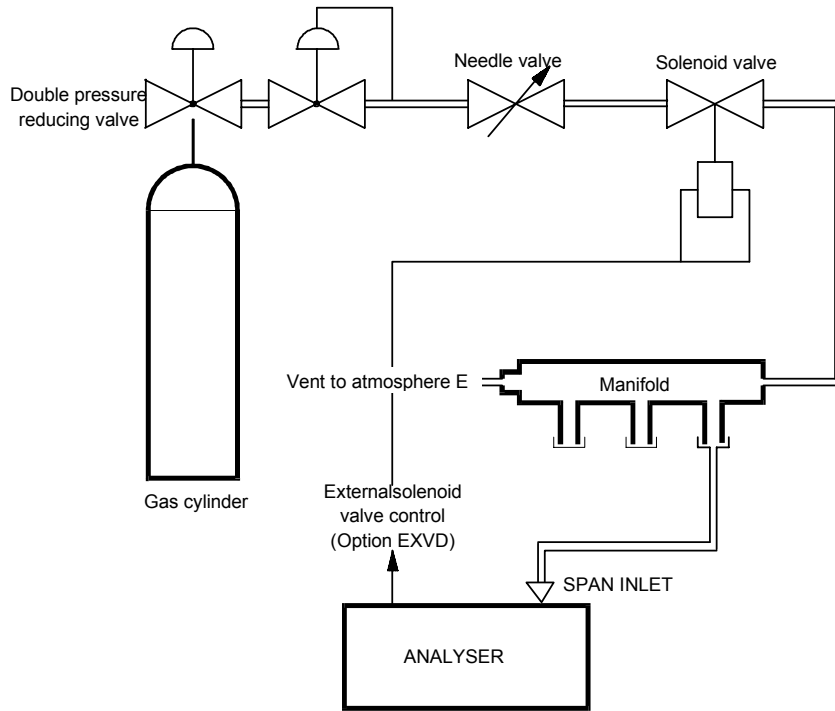 Double pressure
reducing valve
Needle valve
Solenoid valve
Gas cylinder
Vent to atmosphere E
Manifold
Externalsolenoid
valve control
(Option EXVD)
SPAN INLET
ANALYSER